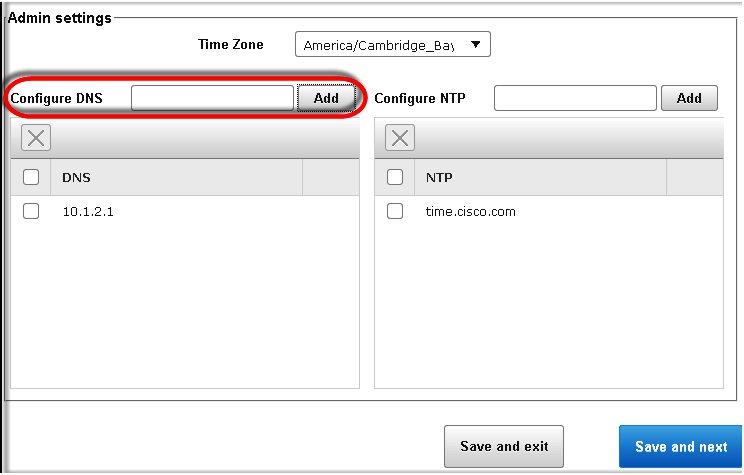 Admin settings
Time Zone America/Cambridge_Bay
Configure DNS Add Configure NTP Add
DNS NTP
10.1.2.1 time.cisco.com
Save and exit Save and next